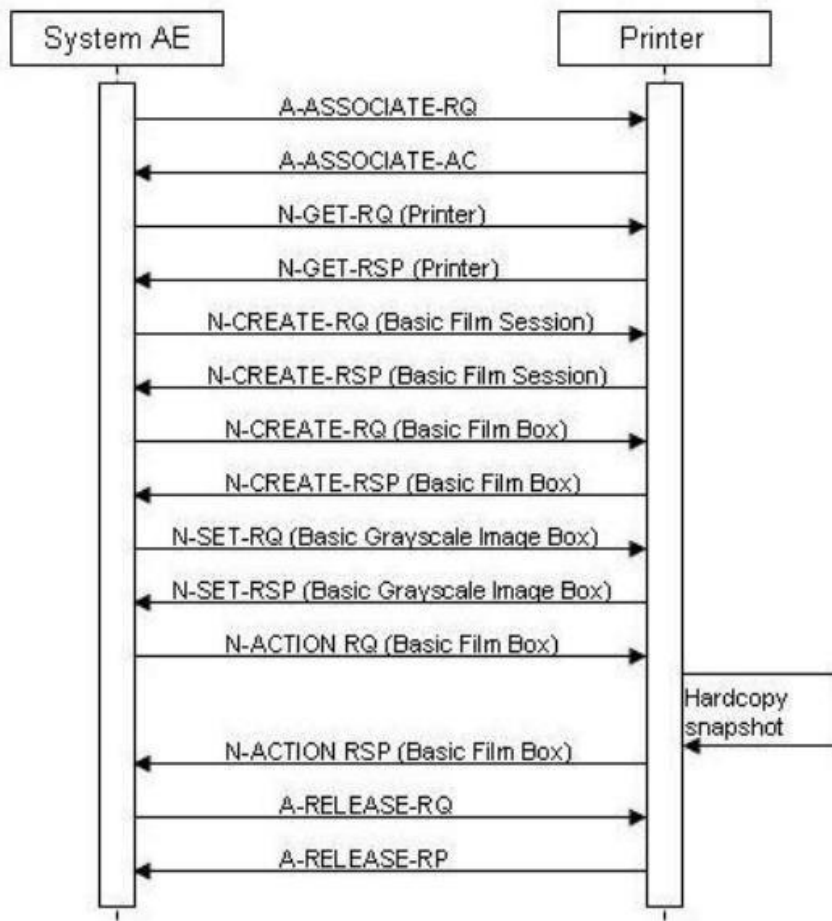 System AE
Printer
A-ASSOCIATE-RQ
A-ASSOCIATE-AC
N-GET-RQ (Printer)
N-GET-RSP (Printer)
N-CREATE-RQ (Basic Film Session)
N-CREATE-RSP (Basic Film Session)
N-CREATE-RQ (Basic Film Box)
N-CREATE-RSP (Basic Film Box)
N-SET-RQ (Basic Grayscale Image Box)
N-SET-RSP (Basic Grayscale Image Box)
N-ACTION RQ (Basic Film Box)
Hardcopy
snapshot
N-ACTION RSP (Basic Film Box)
A-RELEASE-RQ
A-RELEASE-RP